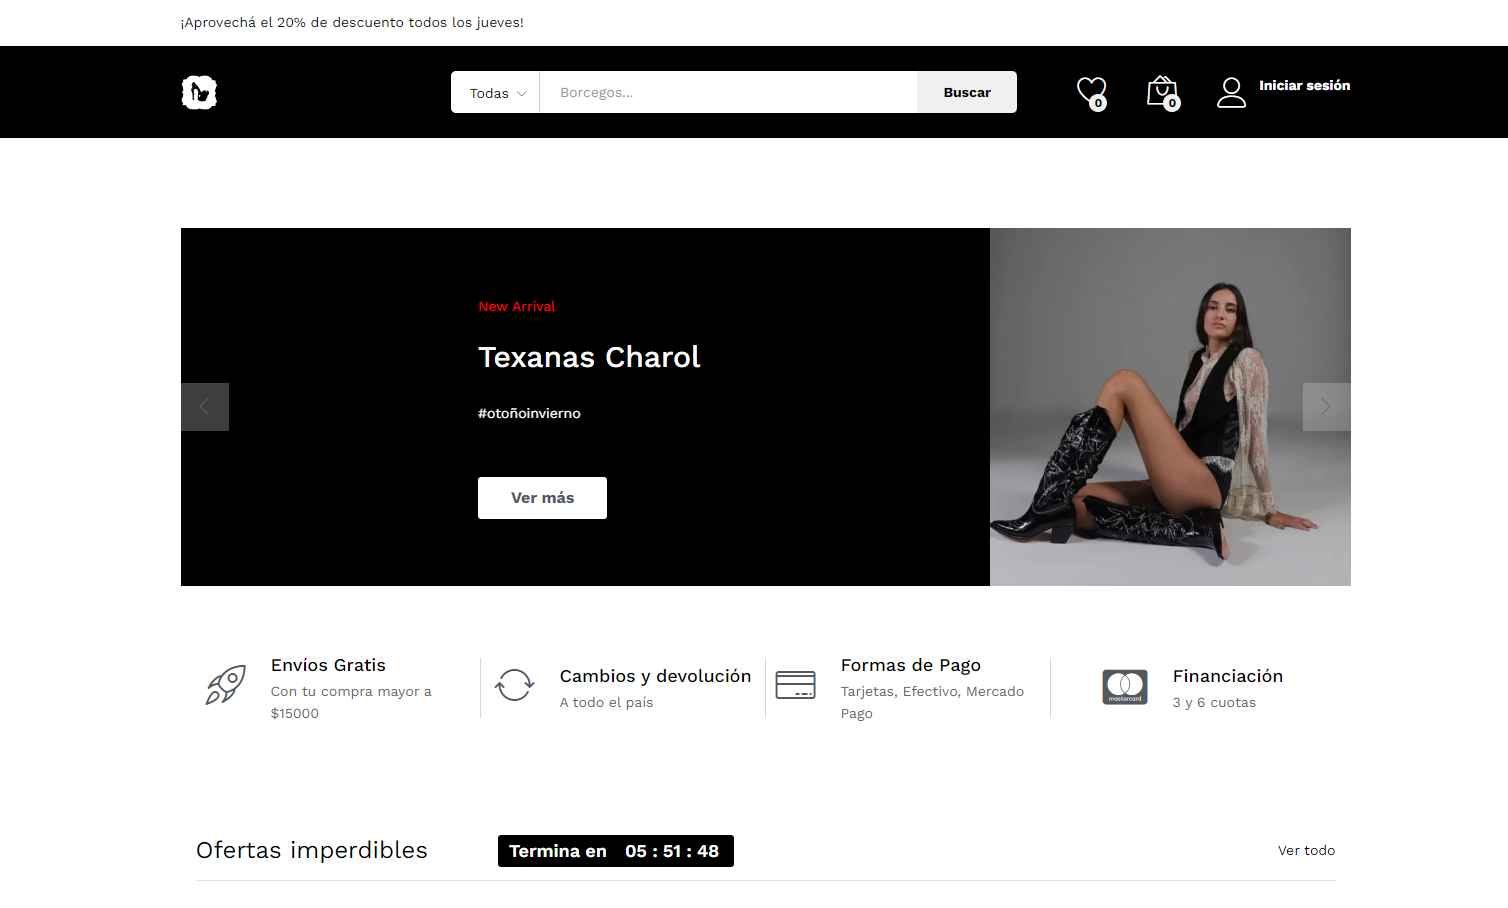 ¡Aprovechá el 20% de descuento todos los jueves!
Todas
Borcegos...
Buscar
0
0
Iniciar sesión
New Arrival
Texanas Charol
#otoñoinvierno
Ver más
Envíos Gratis
Con tu compra mayor a
$15000
Cambios y devolución
A todo el país
Formas de Pago
Tarjetas, Efectivo, Mercado
Pago
mastercard
Financiación
3 y 6 cuotas
Ofertas imperdibles
Termina en 05 : 51 : 48
Ver todo